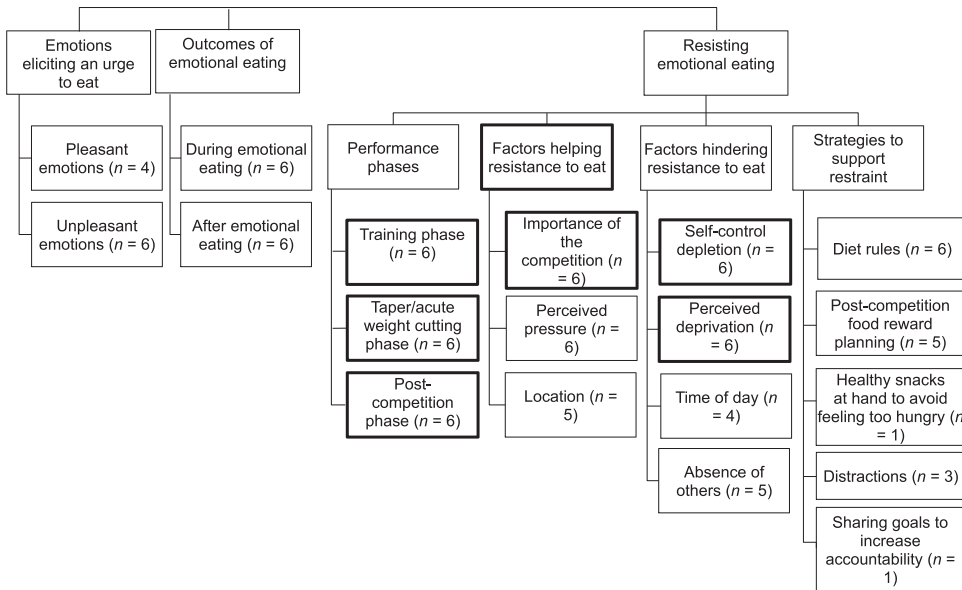 Emotions
eliciting an urge
to eat
Outcomes of
emotional eating
Resisting
emotional eating
Pleasant
emotions (n = 4)
Unpleasant
emotions (n = 6)
During emotional
eating (n = 6)
After emotional
eating (n = 6)
Performance
phases
Training phase
(n = 6)
Taper/acute
weight cutting
phase (n = 6)
Post-
competition
phase (n = 6)
Factors helping
resistance to eat
Importance of
the
competition (n
= 6)
Perceived
pressure (n =
6)
Location (n =
5)
Factors hindering
resistance to eat
Self-control
depletion (n =
6)
Perceived
deprivation (n =
6)
Time of day (n
= 4)
Absence of
others (n = 5)
Strategies to
support
restraint
Diet rules (n = 6)
Post-competition
food reward
planning (n = 5)
Healthy snacks
at hand to avoid
feeling too hungry (n
= 1)
Distractions (n = 3)
Sharing goals to
increase
accountability (n =
1)